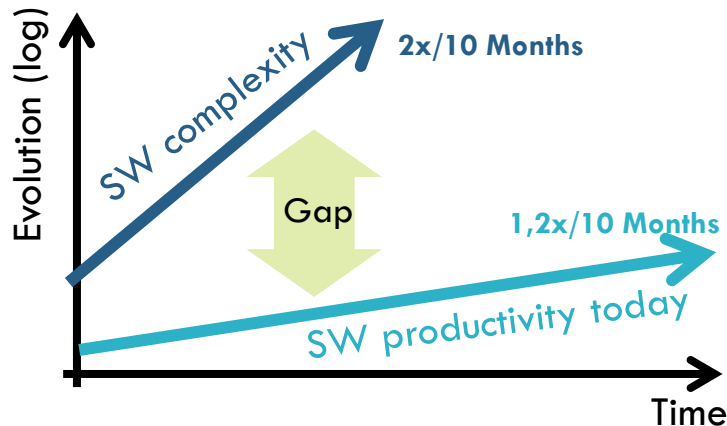 Evolution (log)
SW complexity
2x/10 Months
Gap
1,2x/10 Months
SW productivity today
Time